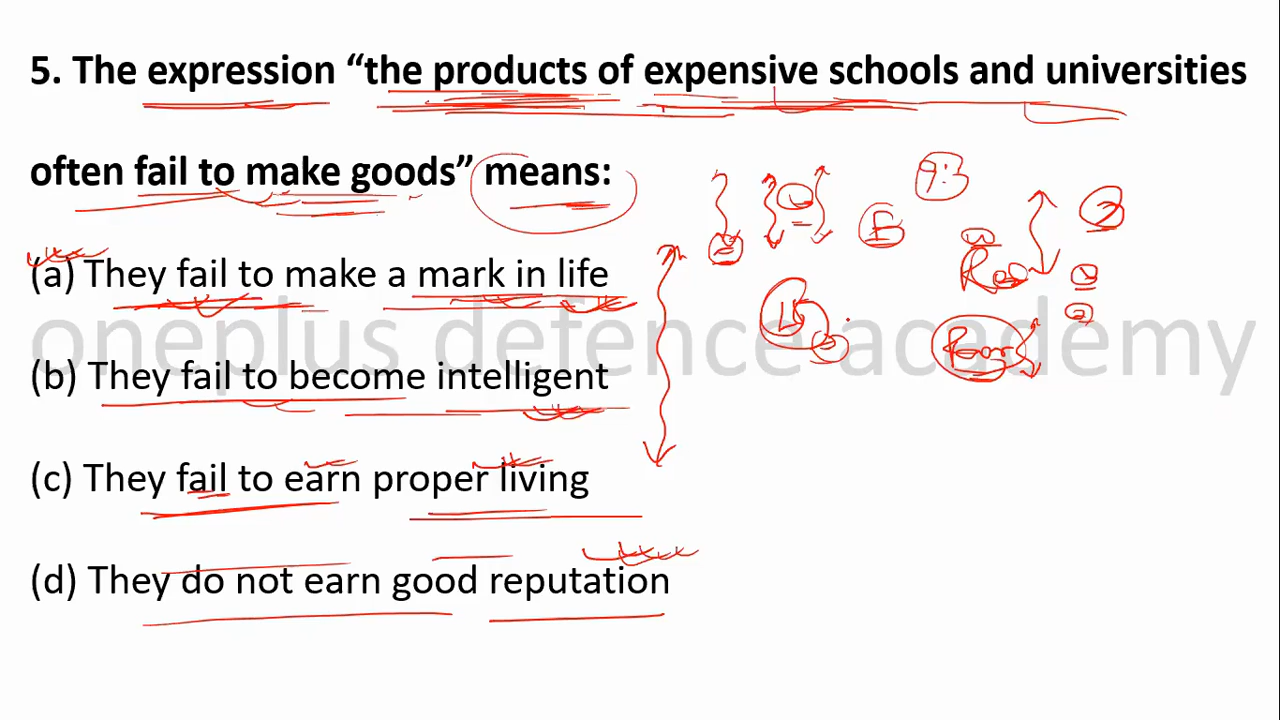 5. The expression “the products of expensive schools and universities
often fail to make goods” means:
(a) They fail to make a mark in life
oneplus defence academy
(b) They fail to become intelligent
(c) They fail to earn proper living
(d) They do not earn good reputation